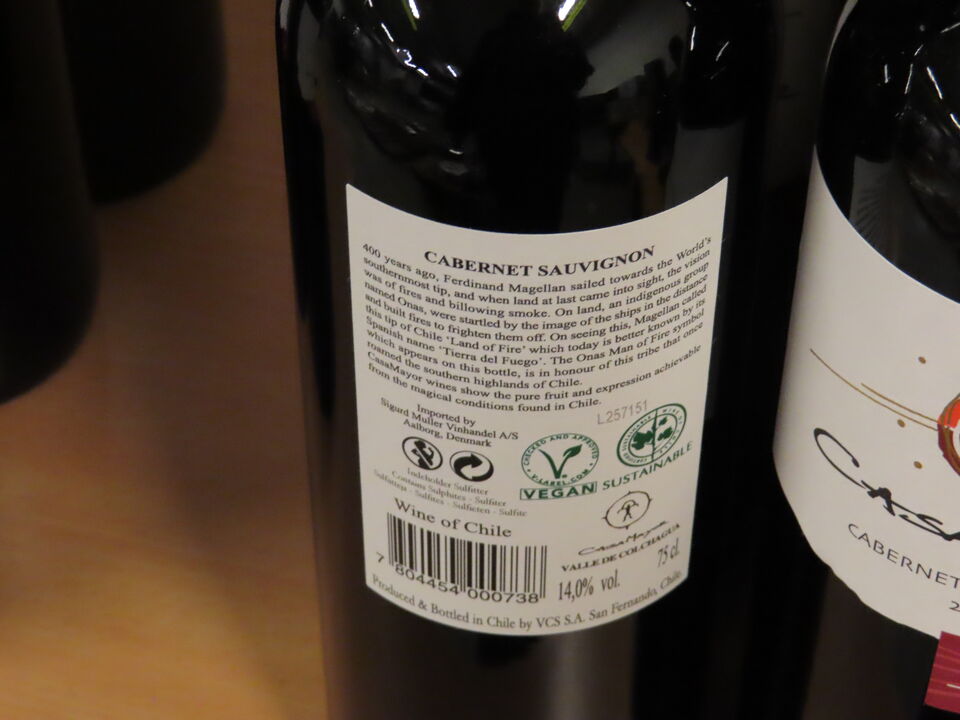 CABERNET SAUVIGNON
400 years ago, Ferdinand Magellan sailed towards the World's
southernmost tip, and when land at last came into sight, the vision
was of fires and billowing smoke. On land, an indigenous group
named Onas, were startled by the image of the ships in the distance
and built fires to frighten them off. On seeing this, Magellan called
this tip of Chile 'Land of Fire' which today is better known by its
Spanish name 'Tierra del Fuego'. The Onas Man of Fire symbol
which appears on this bottle, is in honour of this tribe that once
roamed the southern highlands of Chile.
CasaMayor wines show the pure fruit and expression achievable
from the magical conditions found in Chile.
Imported by
Sigurd Muller Vinhandel A/S
Aalborg, Denmark
L257151
CHECKED AND APPROVED
V-LABEL.COM
VEGAN
SUSTAINABLE
Indeholder Sulfitter
Contains Sulphites - Sulfiter
Sulfitteja - Sulfites - Sulfieten - Sulfite
Wine of Chile
7 804454 000738
CasaMayor
VALLE DE COLCHAGUA
14,0% vol.
75 cl.
Produced & Bottled in Chile by VCS S.A. San Fernando, Chile.
CASA
CABERNET
2